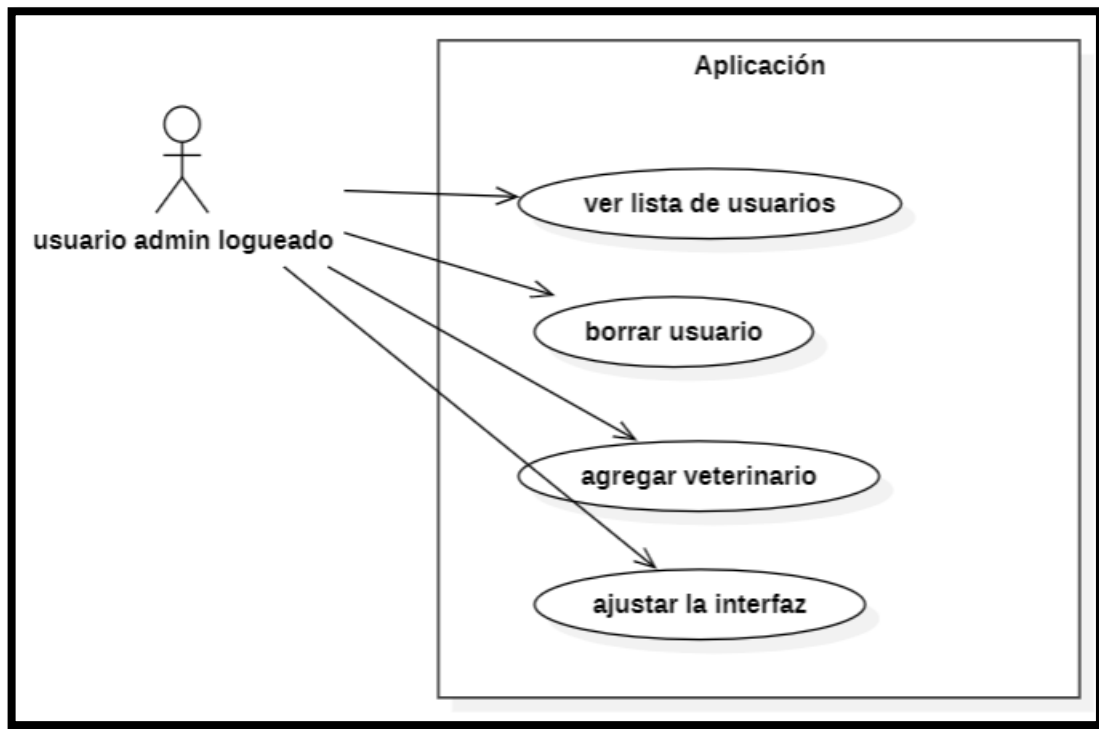 Aplicación
usuario admin logueado
ver lista de usuarios
borrar usuario
agregar veterinario
ajustar la interfaz